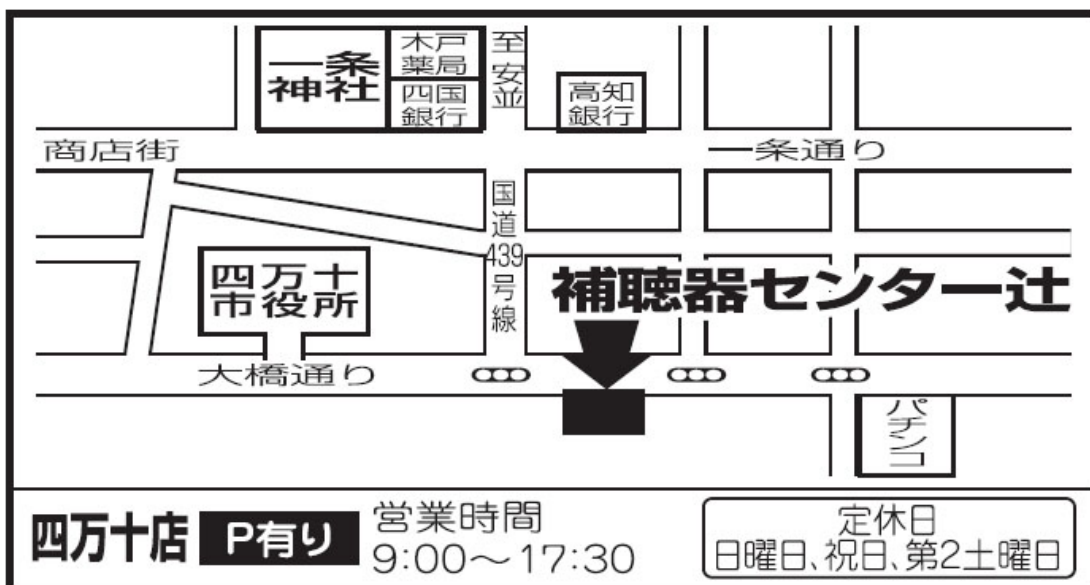 一条
神社
木戸
薬局
四国
銀行
至安並
高知
銀行
商店街
一条通り
国道439号線
四万十
市役所
補聴器センター辻
大橋通り
パチンコ
四万十店
P有り
営業時間
9:00～17:30
定休日
日曜日、祝日、第2土曜日